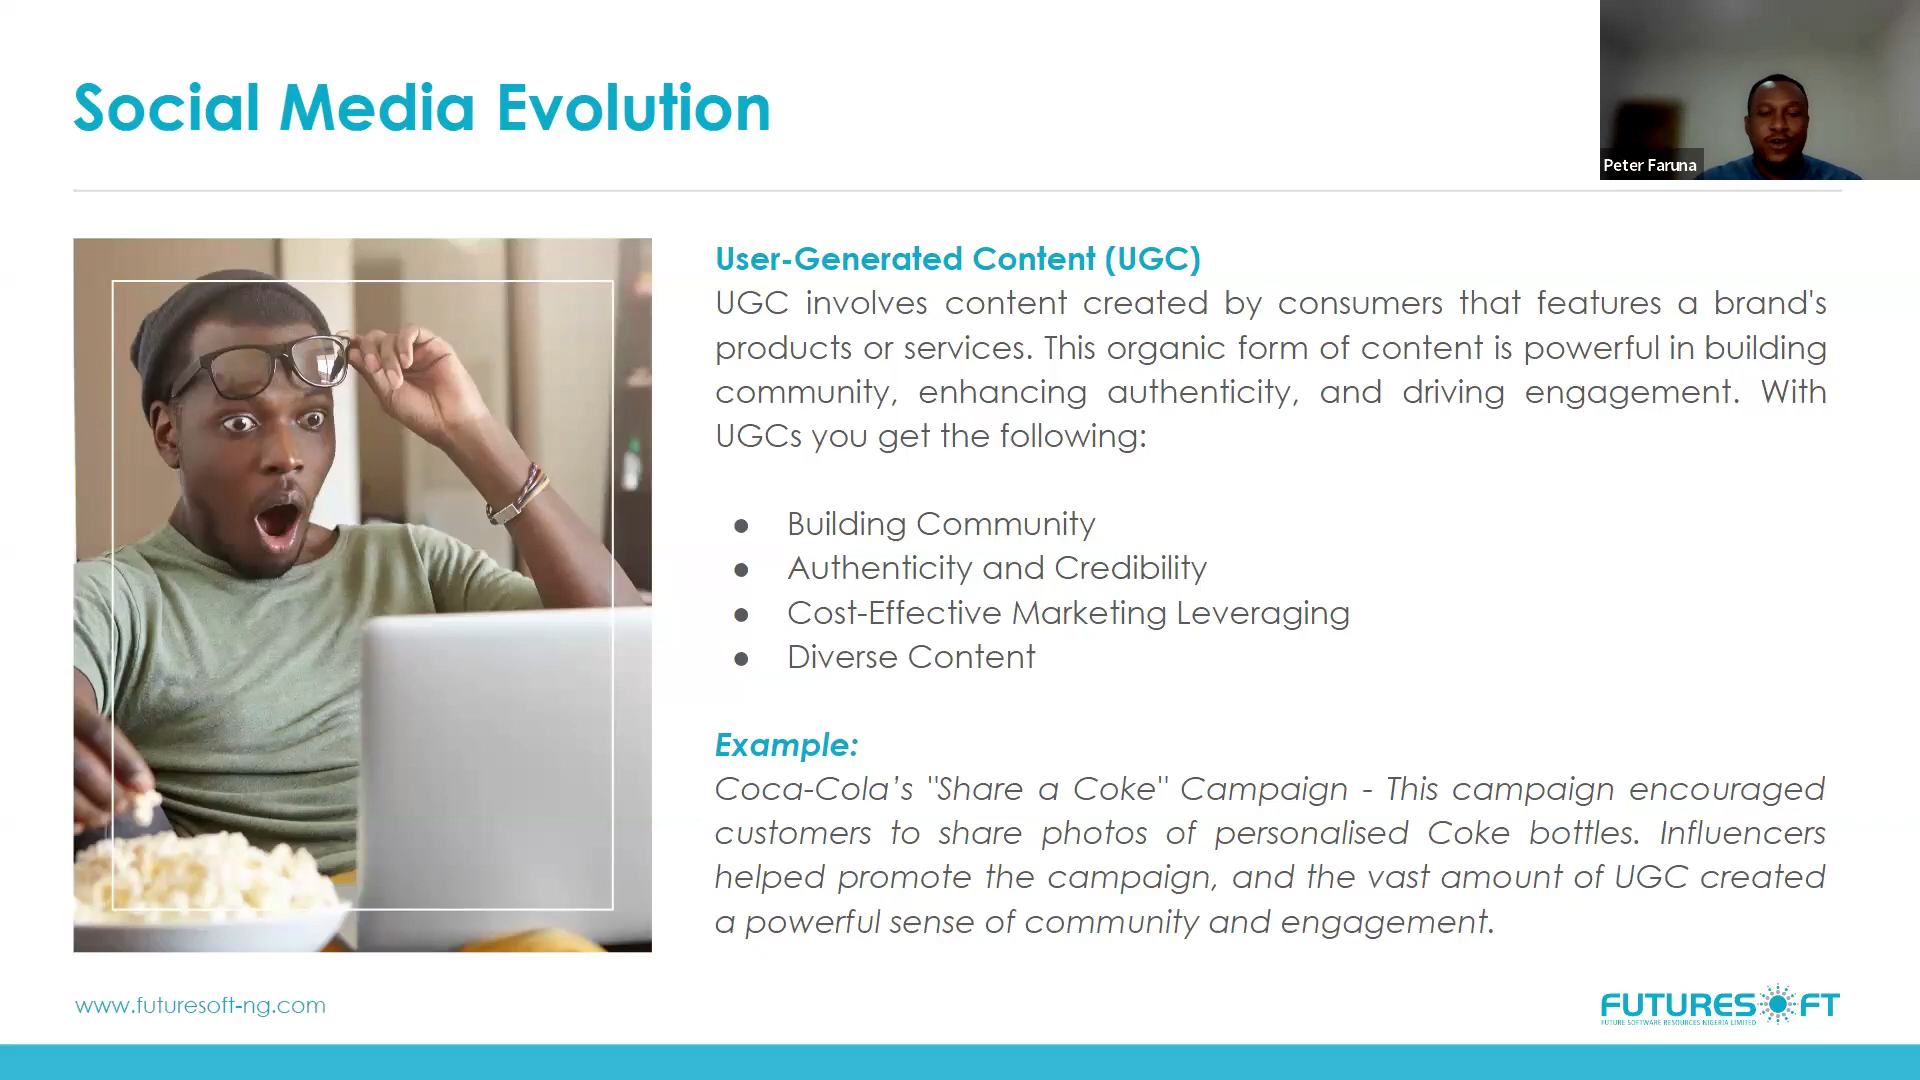 Social Media Evolution
Peter Faruna
User-Generated Content (UGC)
UGC involves content created by consumers that features a brand's
products or services. This organic form of content is powerful in building
community, enhancing authenticity, and driving engagement. With
UGCs you get the following:
● Building Community
● Authenticity and Credibility
● Cost-Effective Marketing Leveraging
● Diverse Content
Example:
Coca-Cola’s "Share a Coke" Campaign - This campaign encouraged
customers to share photos of personalised Coke bottles. Influencers
helped promote the campaign, and the vast amount of UGC created
a powerful sense of community and engagement.
www.futuresoft-ng.com
FUTURESOFT
FUTURE SOFTWARE RESOURCES NIGERIA LIMITED